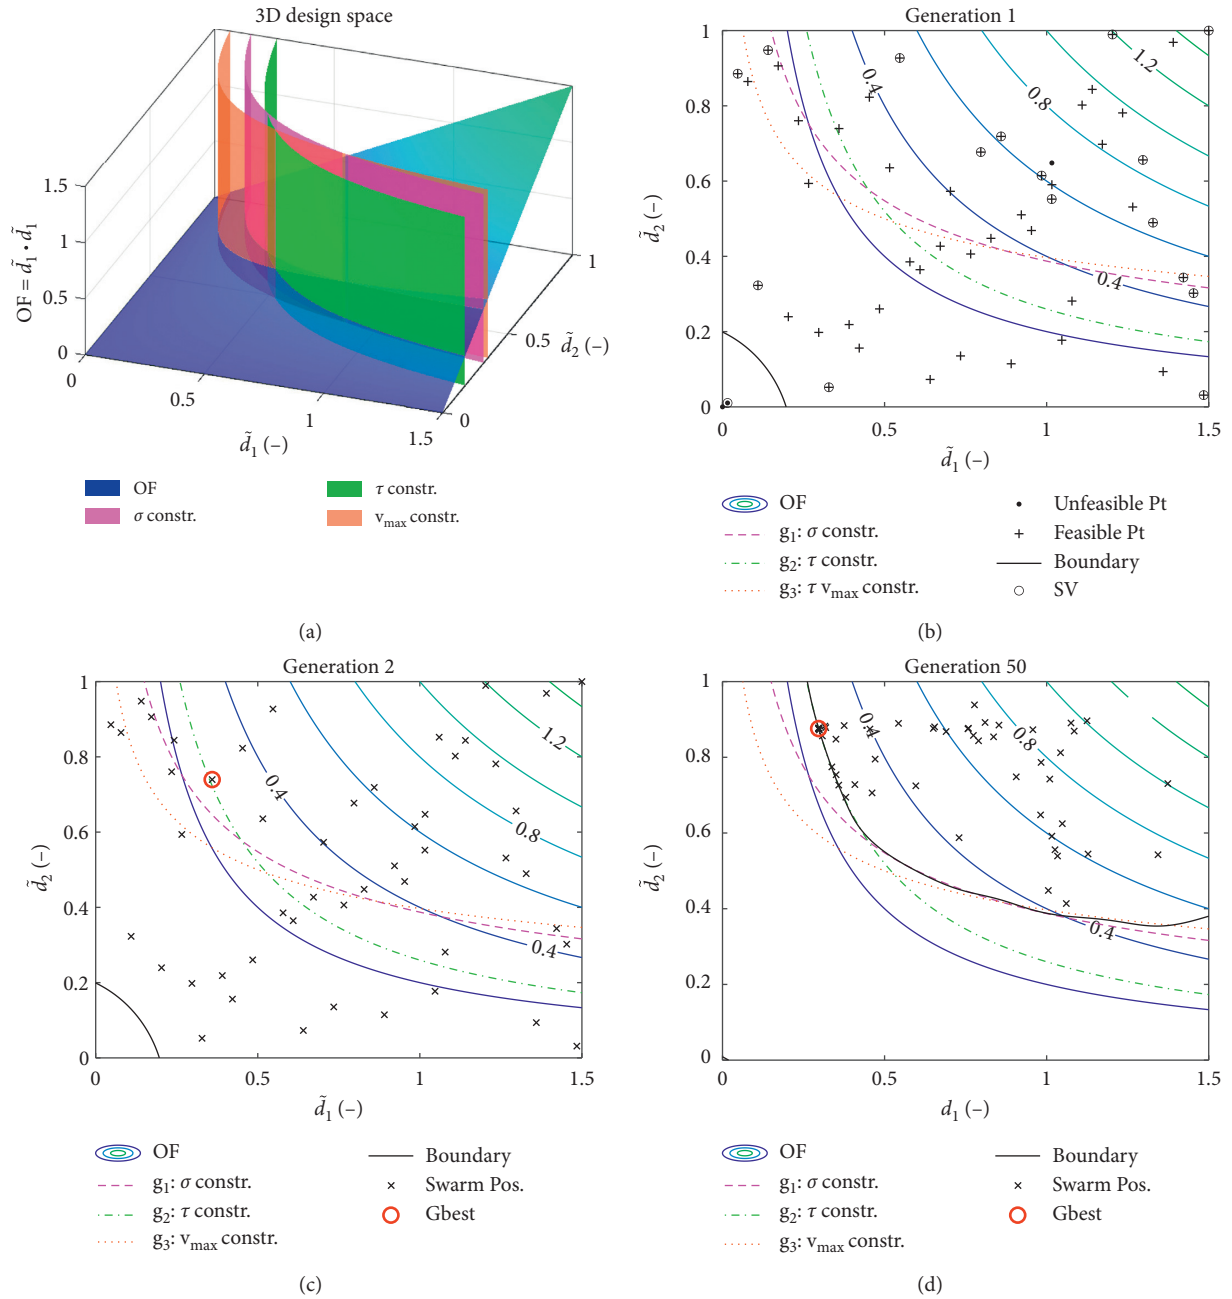 3D design space
1.5
1
0.5
0
OF = d̃₁ • d̃₁
0
0.5
1
1.5
d̃₁ (–)
0
0.5
1
d̃₂ (–)
OF
σ constr.
τ constr.
vₘₐₓ constr.
(a)
Generation 1
1
0.8
0.6
0.4
0.2
0
d̃₂ (–)
0.4
0.8
1.2
0.4
0
0.5
1
1.5
d̃₁ (–)
OF
g₁: σ constr.
g₂: τ constr.
g₃: τ vₘₐₓ constr.
Unfeasible Pt
Feasible Pt
Boundary
SV
(b)
Generation 2
1
0.8
0.6
0.4
0.2
0
d̃₂ (–)
0.4
0.8
1.2
0.4
0
0.5
1
1.5
d̃₁ (–)
OF
g₁: σ constr.
g₂: τ constr.
g₃: vₘₐₓ constr.
Boundary
Swarm Pos.
Gbest
(c)
Generation 50
1
0.8
0.6
0.4
0.2
0
d̃₂ (–)
0.4
0.8
0.4
0
0.5
1
1.5
d₁ (–)
OF
g₁: σ constr.
g₂: τ constr.
g₃: vₘₐₓ constr.
Boundary
Swarm Pos.
Gbest
(d)